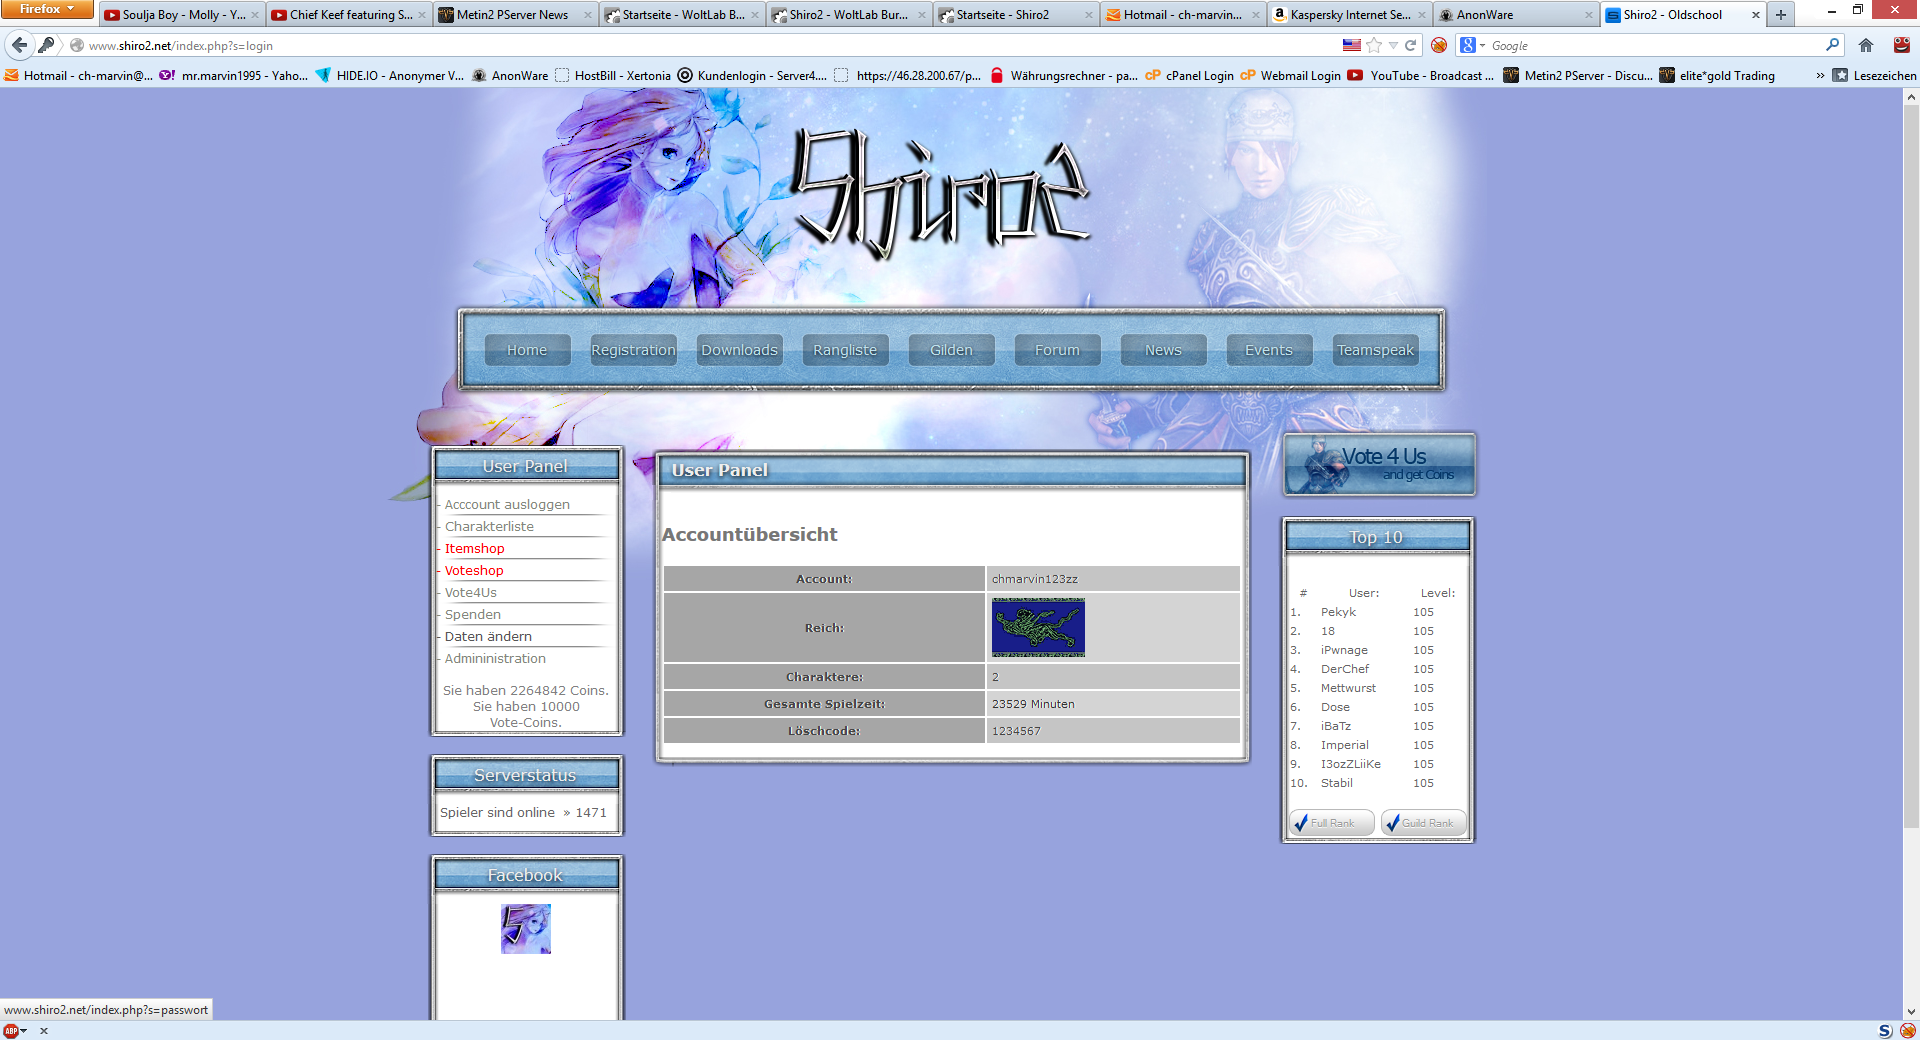 Firefox
Soulja Boy - Molly - Y...
Chief Keef featuring S...
Metin2 PServer News
Startseite - WoltLab B...
Shiro2 - WoltLab Bur...
Startseite - Shiro2
Hotmail - ch-marvin...
Kaspersky Internet Se...
AnonWare
Shiro2 - Oldschool
www.shiro2.net/index.php?s=login
Google
Hotmail - ch-marvin@...
mr.marvin1995 - Yahoo...
HIDE.IO - Anonymer V...
AnonWare
HostBill - Xertonia
Kundenlogin - Server4....
https://46.28.200.67/p...
Währungsrechner - pa...
cPanel Login
Webmail Login
YouTube - Broadcast ...
Metin2 PServer - Discu...
elite*gold Trading
»
Lesezeichen
Shiro2
Home
Registration
Downloads
Rangliste
Gilden
Forum
News
Events
Teamspeak
User Panel
- Acccount ausloggen
- Charakterliste
- Itemshop
- Voteshop
- Vote4Us
- Spenden
- Daten ändern
- Admininistration
Sie haben 2264842 Coins.
Sie haben 10000
Vote-Coins.
Serverstatus
Spieler sind online » 1471
Facebook
User Panel
Accountübersicht
Account: chmarvin123zz
Reich:
Charaktere: 2
Gesamte Spielzeit: 23529 Minuten
Löschcode: 1234567
Vote 4 Us
and get Coins
Top 10
# User: Level:
1. Pekyk 105
2. 18 105
3. iPwnage 105
4. DerChef 105
5. Mettwurst 105
6. Dose 105
7. iBaTz 105
8. Imperial 105
9. I3ozZLiiKe 105
10. Stabil 105
Full Rank
Guild Rank
www.shiro2.net/index.php?s=passwort
ABP